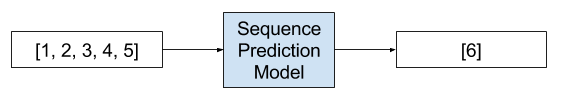 [1, 2, 3, 4, 5]
Sequence
Prediction
Model
[6]